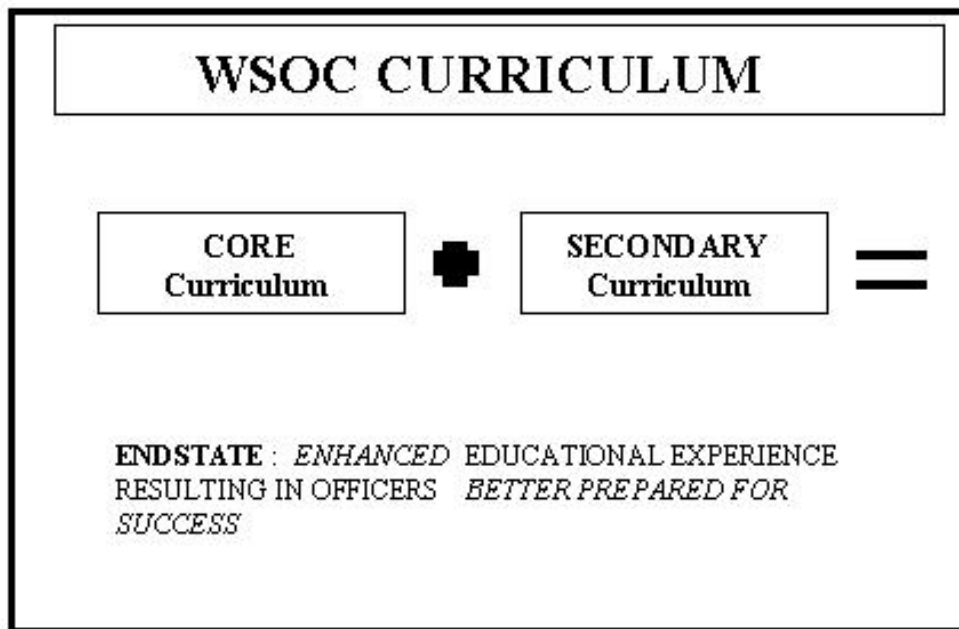 WSOC CURRICULUM
CORE
Curriculum
SECONDARY
Curriculum
ENDSTATE : ENHANCED EDUCATIONAL EXPERIENCE
RESULTING IN OFFICERS BETTER PREPARED FOR
SUCCESS